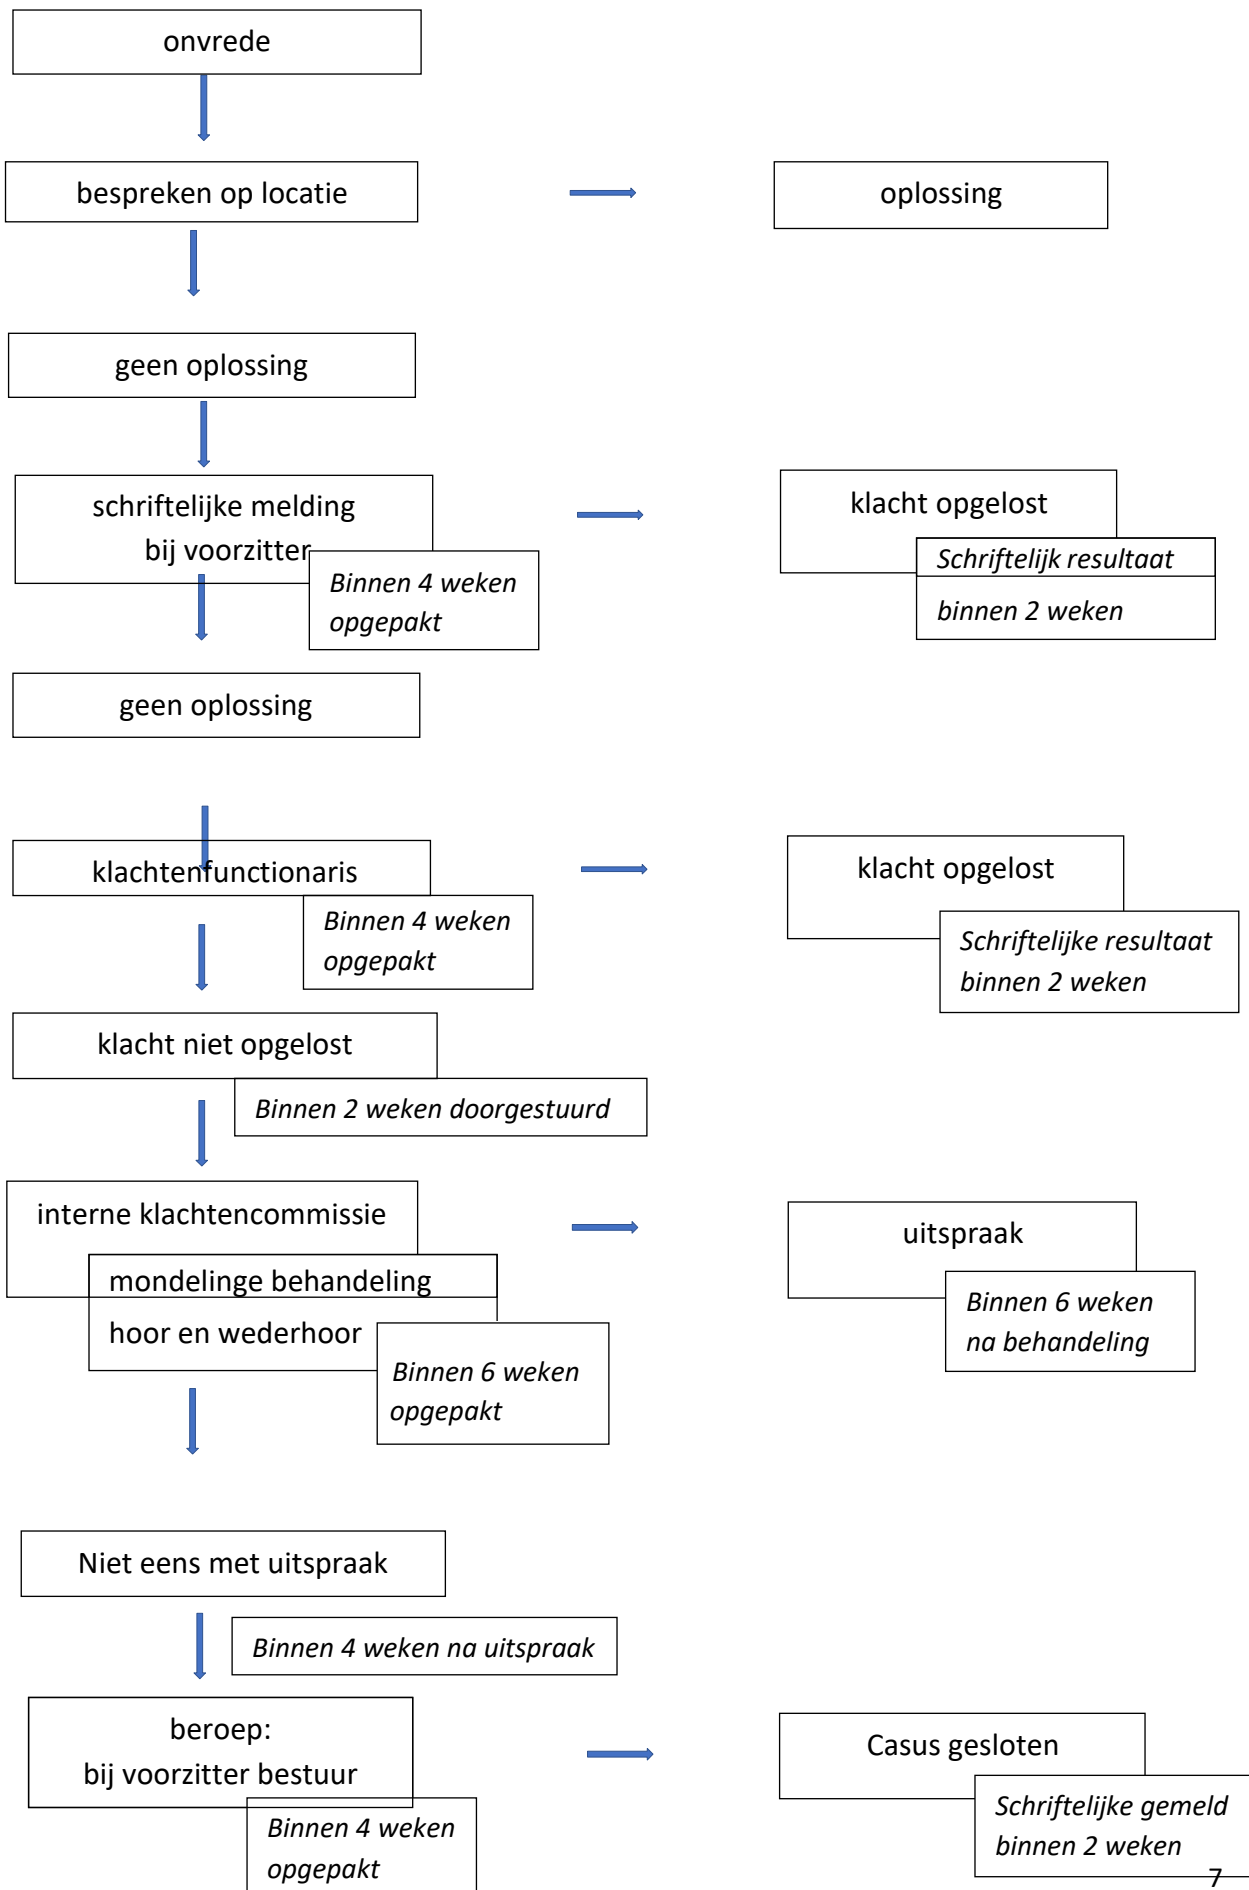 onvrede
bespreken op locatie
oplossing
geen oplossing
schriftelijke melding
bij voorzitter
Binnen 4 weken
opgepakt
klacht opgelost
Schriftelijk resultaat
binnen 2 weken
geen oplossing
klachtenfunctionaris
Binnen 4 weken
opgepakt
klacht opgelost
Schriftelijke resultaat
binnen 2 weken
klacht niet opgelost
Binnen 2 weken doorgestuurd
interne klachtencommissie
mondelinge behandeling
hoor en wederhoor
Binnen 6 weken
opgepakt
uitspraak
Binnen 6 weken
na behandeling
Niet eens met uitspraak
Binnen 4 weken na uitspraak
beroep:
bij voorzitter bestuur
Binnen 4 weken
opgepakt
Casus gesloten
Schriftelijke gemeld
binnen 2 weken
7